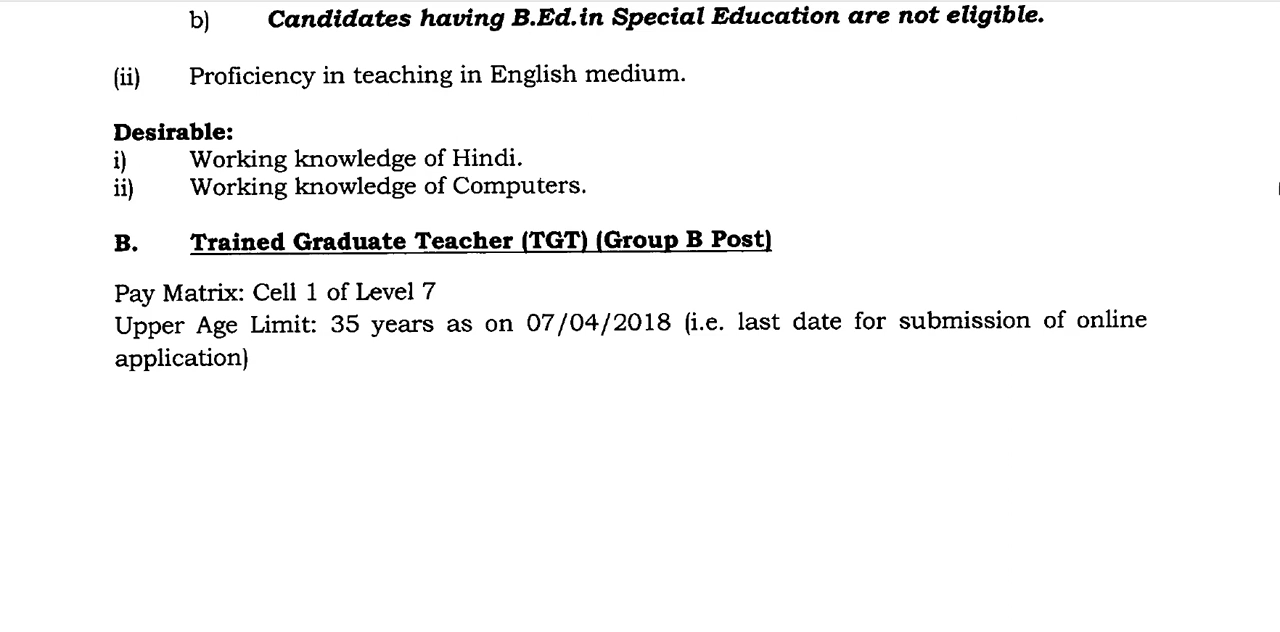 b) Candidates having B.Ed.in Special Education are not eligible.
(ii) Proficiency in teaching in English medium.
Desirable:
i) Working knowledge of Hindi.
ii) Working knowledge of Computers.
B. Trained Graduate Teacher (TGT) (Group B Post)
Pay Matrix: Cell 1 of Level 7
Upper Age Limit: 35 years as on 07/04/2018 (i.e. last date for submission of online
application)